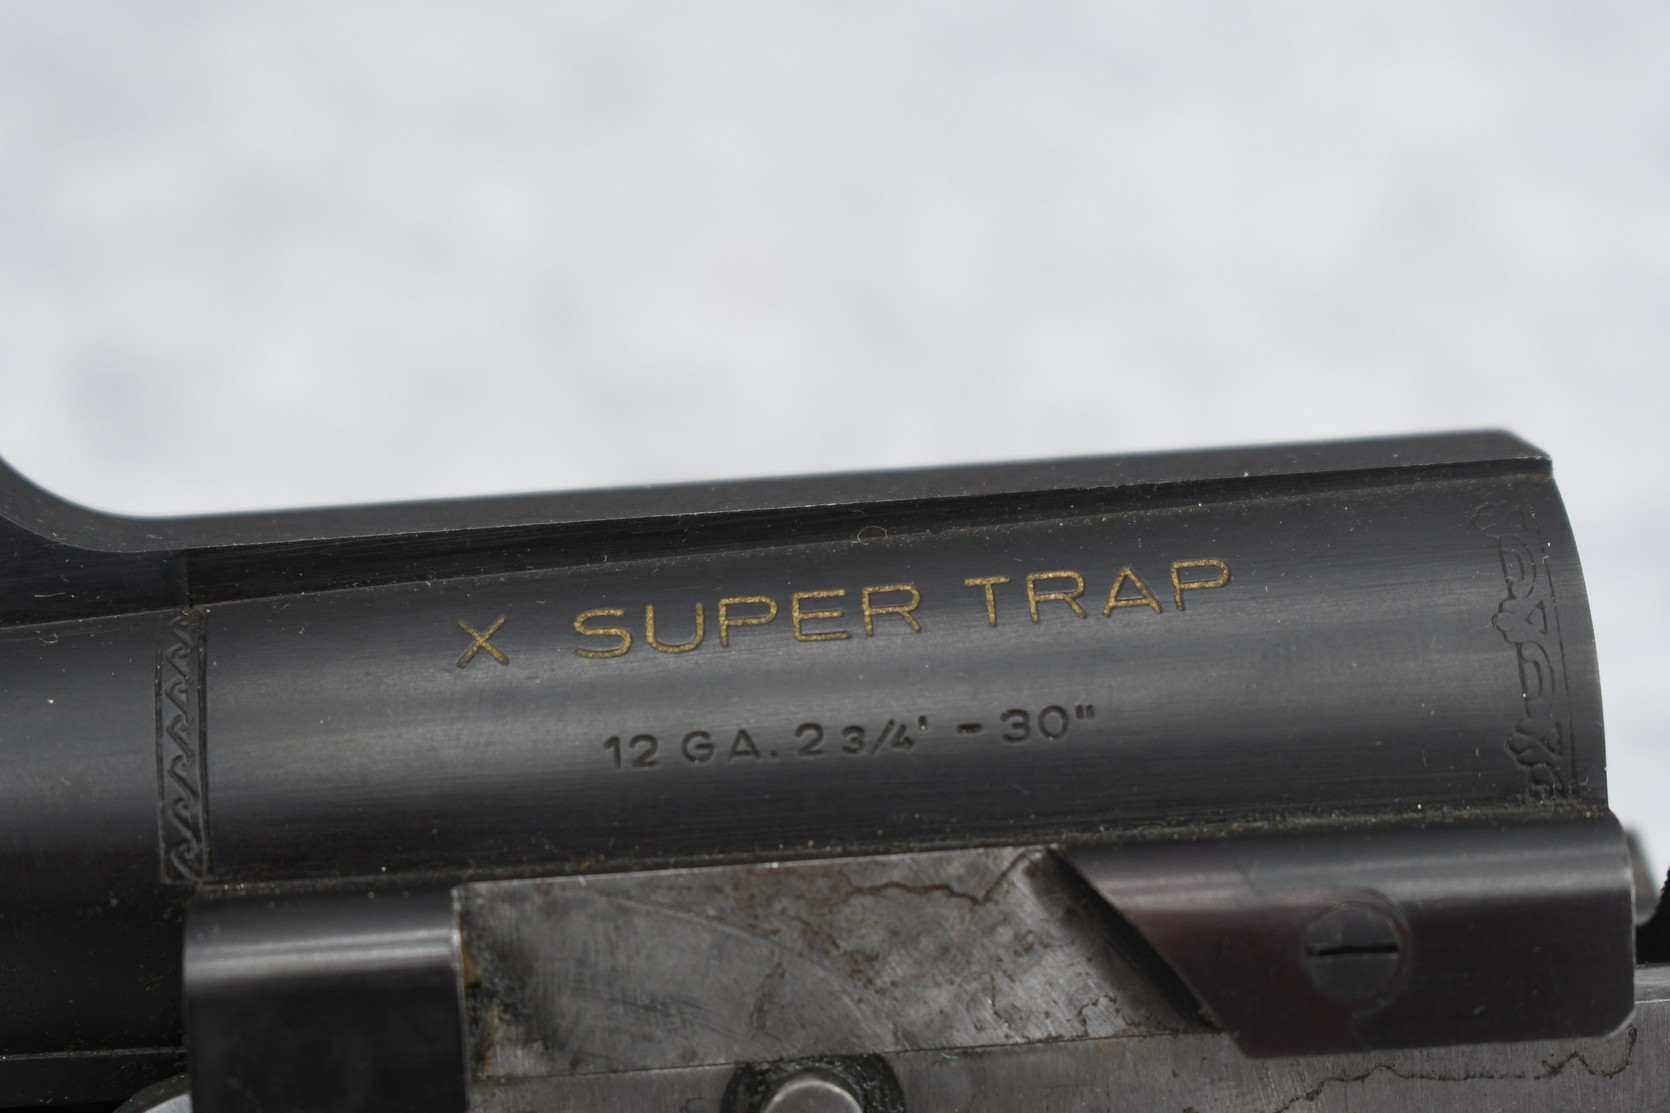 X SUPER TRAP
12 GA. 2 3/4' - 30"